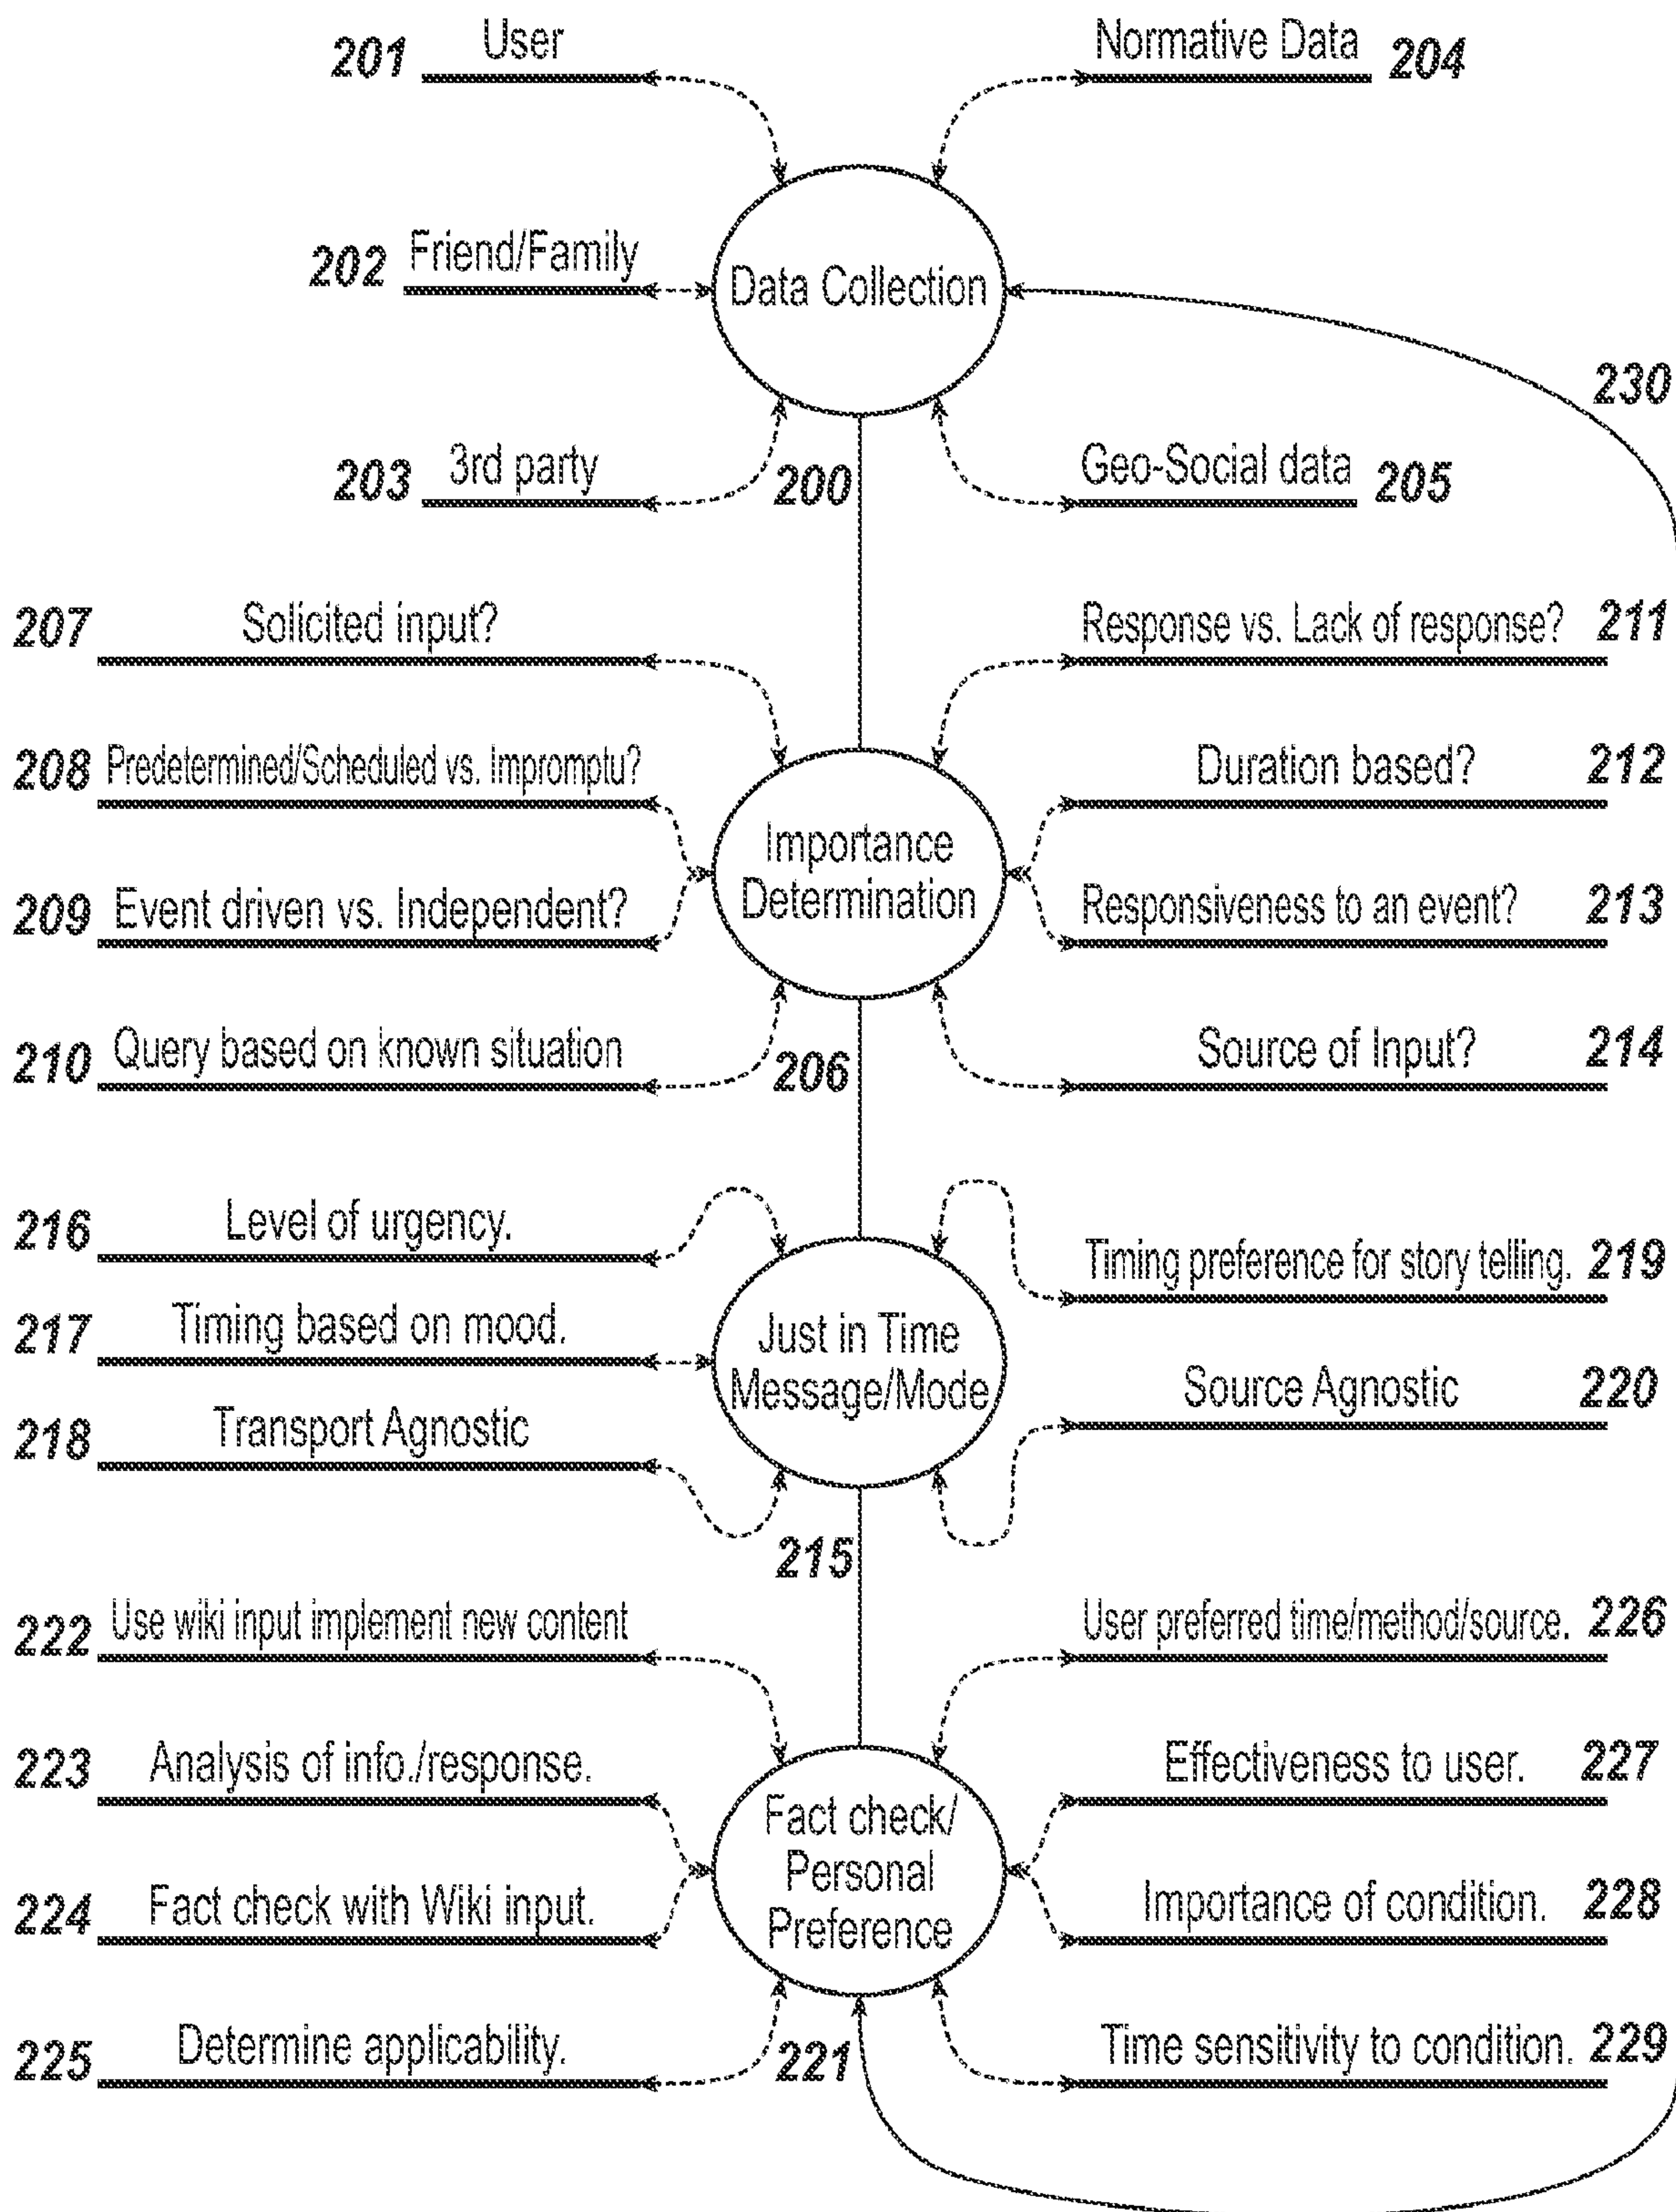 201 User
Normative Data 204
202 Friend/Family
Data Collection
230
203 3rd party
200
Geo-Social data 205
207 Solicited input?
Response vs. Lack of response? 211
208 Predetermined/Scheduled vs. Impromptu?
Duration based? 212
Importance
Determination
209 Event driven vs. Independent?
Responsiveness to an event? 213
210 Query based on known situation
206
Source of Input? 214
216 Level of urgency.
Timing preference for story telling. 219
217 Timing based on mood.
Just in Time
Message/Mode
218 Transport Agnostic
Source Agnostic 220
215
222 Use wiki input implement new content
User preferred time/method/source. 226
223 Analysis of info./response.
Effectiveness to user. 227
Fact check/
Personal
Preference
224 Fact check with Wiki input.
Importance of condition. 228
225 Determine applicability.
221
Time sensitivity to condition. 229